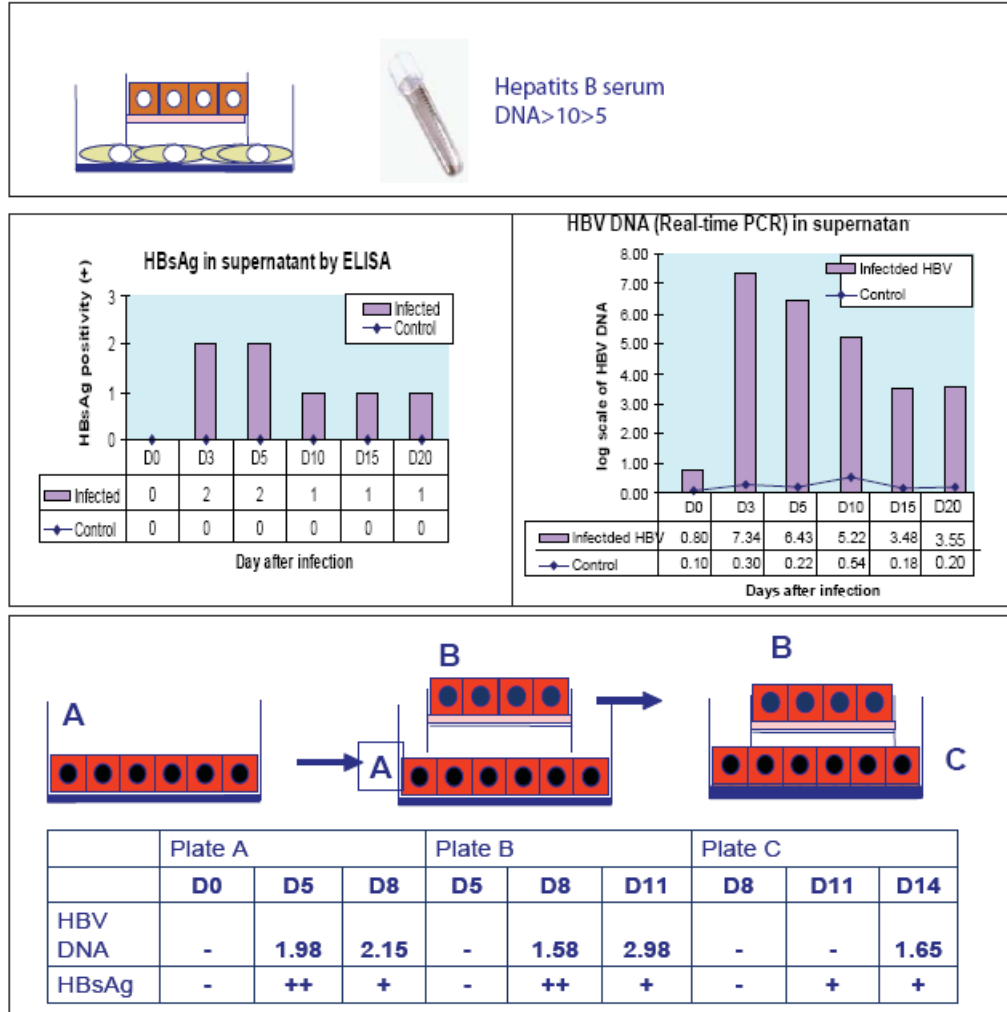 Hepatits B serum
DNA>10>5
HBsAg in supernatant by ELISA
HBsAg positivity (+)
3
2
1
0
Infected
Control
D0 D3 D5 D10 D15 D20
Infected 0 2 2 1 1 1
Control 0 0 0 0 0 0
Day after infection
HBV DNA (Real-time PCR) in supernatan
log scale of HBV DNA
8.00
7.00
6.00
5.00
4.00
3.00
2.00
1.00
0.00
Infectded HBV
Control
D0 D3 D5 D10 D15 D20
Infectded HBV 0.80 7.34 6.43 5.22 3.48 3.55
Control 0.10 0.30 0.22 0.54 0.18 0.20
Days after infection
A
B
A
B
C
Plate A Plate B Plate C
D0 D5 D8 D5 D8 D11 D8 D11 D14
HBV
DNA - 1.98 2.15 - 1.58 2.98 - - 1.65
HBsAg - ++ + - ++ + - + +